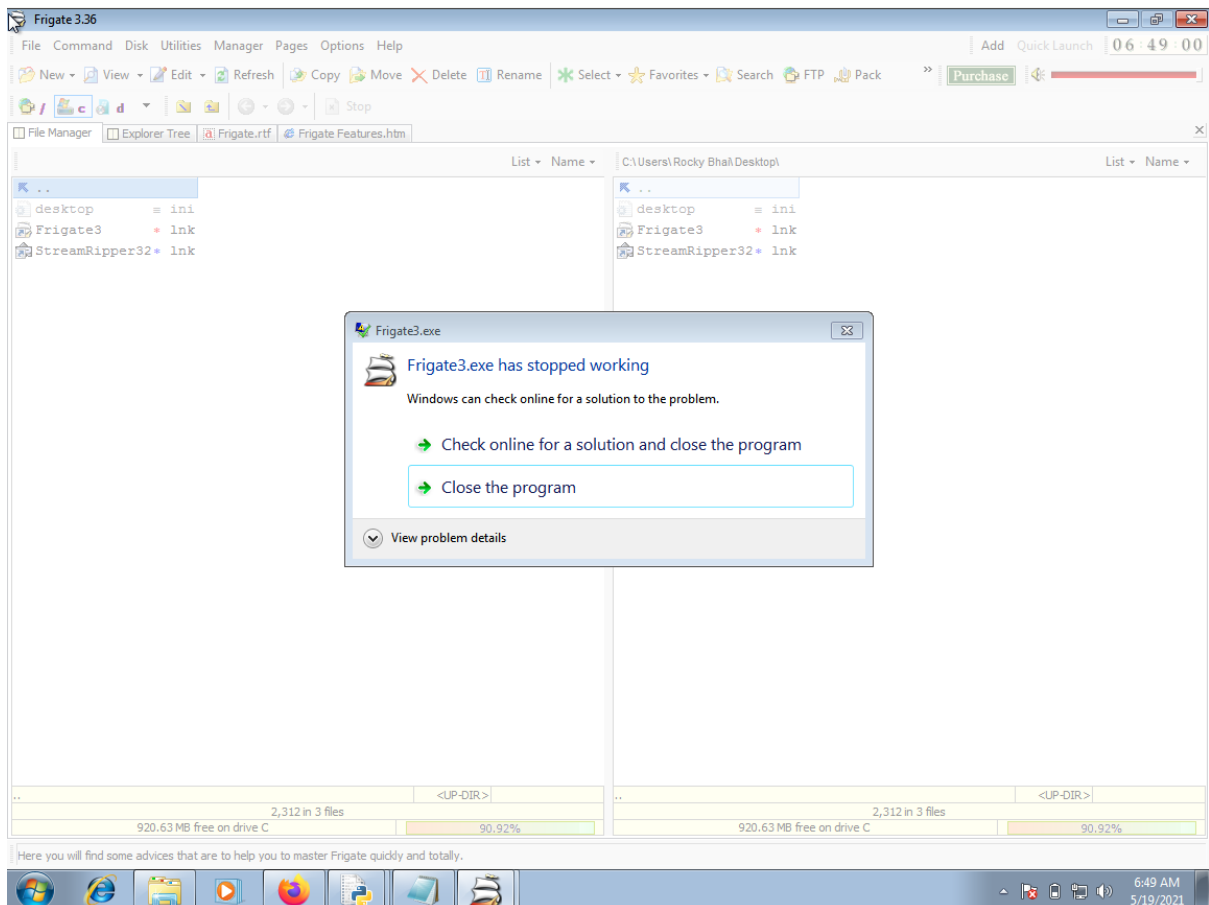 Frigate 3.36
File Command Disk Utilities Manager Pages Options Help Add Quick Launch 06:49:00
New View Edit Refresh Copy Move Delete Rename Select Favorites Search FTP Pack » Purchase
/ c d Stop
File Manager Explorer Tree Frigate.rtf Frigate Features.htm
List Name C:\Users\Rocky Bhai\Desktop\ List Name
.. ..
desktop = ini desktop = ini
Frigate3 * lnk Frigate3 * lnk
StreamRipper32* lnk StreamRipper32* lnk
Frigate3.exe
Frigate3.exe has stopped working
Windows can check online for a solution to the problem.
Check online for a solution and close the program
Close the program
View problem details
.. <UP-DIR> .. <UP-DIR>
2,312 in 3 files 2,312 in 3 files
920.63 MB free on drive C 90.92% 920.63 MB free on drive C 90.92%
Here you will find some advices that are to help you to master Frigate quickly and totally.
6:49 AM
5/19/2021